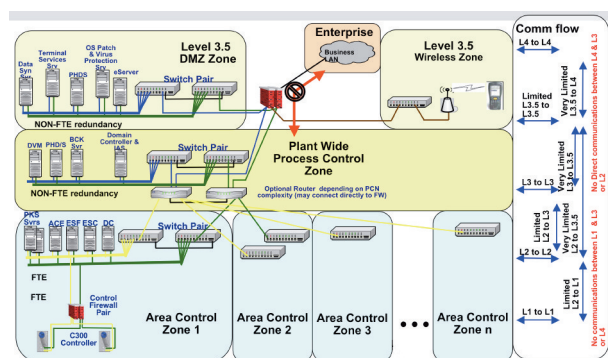 Enterprise
Business
LAN
Level 3.5
DMZ Zone
OS Patch
& Virus
Protection
Srv
Terminal
Services
Srv
Data
Syn
Srv
PHDS
eServer
Switch Pair
NON-FTE redundancy
Level 3.5
Wireless Zone
Plant Wide
Process Control
Zone
DVM
PHD/S
BCK
Svr
Domain
Controller &
IAS
Switch Pair
NON-FTE redundancy
Optional Router depending on PCN
complexity (may connect directly to FW)
PKS
Svrs
ACE
ESF
ESC
DC
Switch Pair
FTE
FTE
Control
Firewall
Pair
C300
Controller
Area Control
Zone 1
Area Control
Zone 2
Area Control
Zone 3
Area Control
Zone n
Comm flow
L4 to L4
Limited
L3.5 to
L3.5
Very Limited
L3.5 to L4
L3 to L3
Very Limited
L3 to L3.5
Limited
L2 to L3
Very Limited
L2 to L3.5
L2 to L2
Limited
L2 to L1
L1 to L1
No Direct communications between L4 & L3
or L2
No communications between L1 & L3
or L4